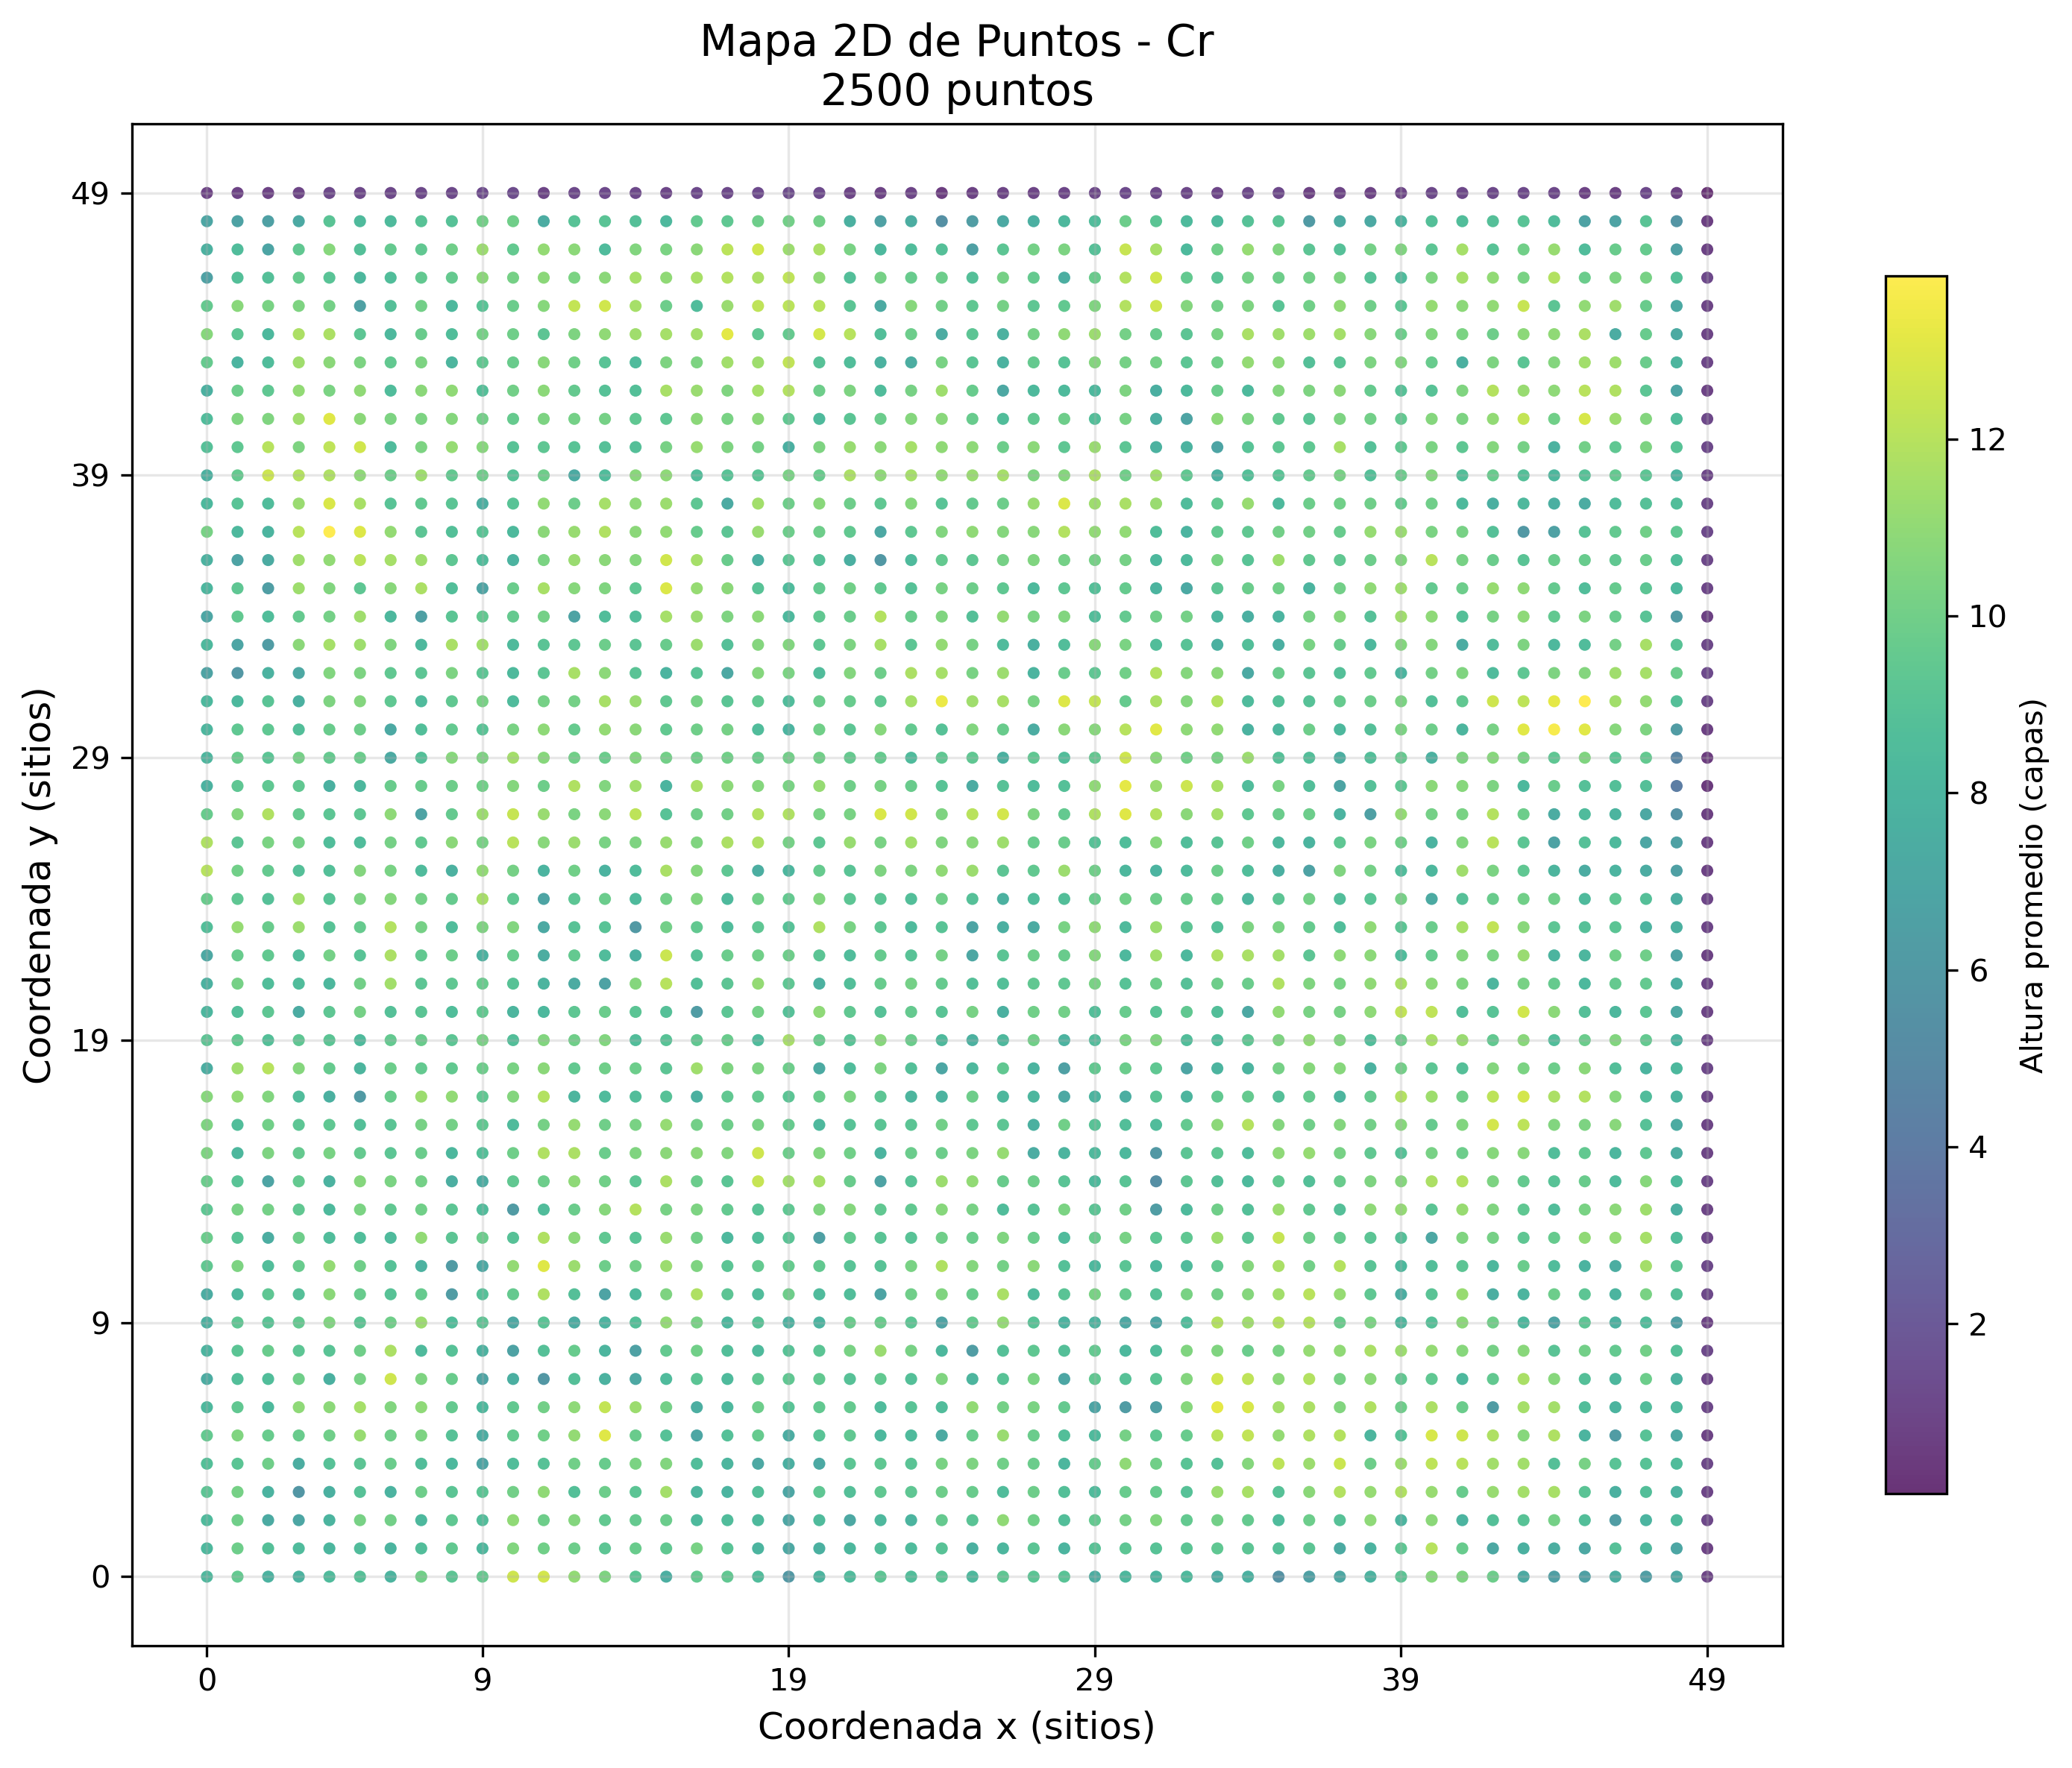 Mapa 2D de Puntos - Cr
2500 puntos
Coordenada y (sitios)
49
39
29
19
9
0
0 9 19 29 39 49
Coordenada x (sitios)
12
10
8
6
4
2
Altura promedio (capas)